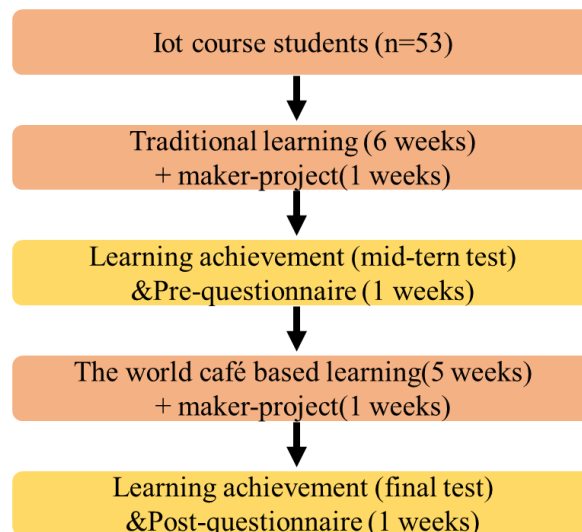 Iot course students (n=53)
Traditional learning (6 weeks)
+ maker-project(1 weeks)
Learning achievement (mid-tern test)
&Pre-questionnaire (1 weeks)
The world café based learning(5 weeks)
+ maker-project(1 weeks)
Learning achievement (final test)
&Post-questionnaire (1 weeks)